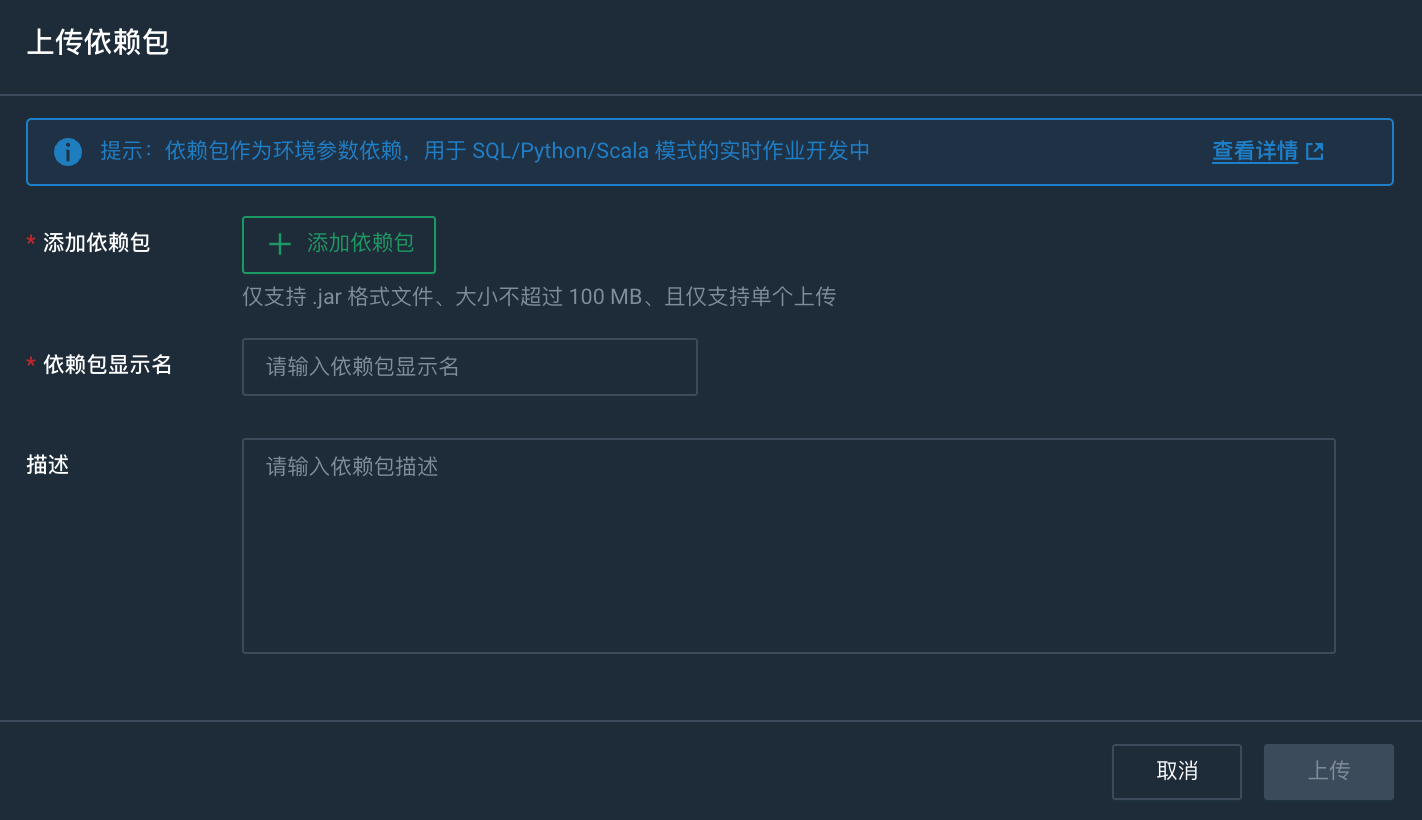 上传依赖包
提示：依赖包作为环境参数依赖，用于 SQL/Python/Scala 模式的实时作业开发中 查看详情
* 添加依赖包 添加依赖包
仅支持 .jar 格式文件、大小不超过 100 MB、且仅支持单个上传
* 依赖包显示名 请输入依赖包显示名
描述 请输入依赖包描述
取消 上传